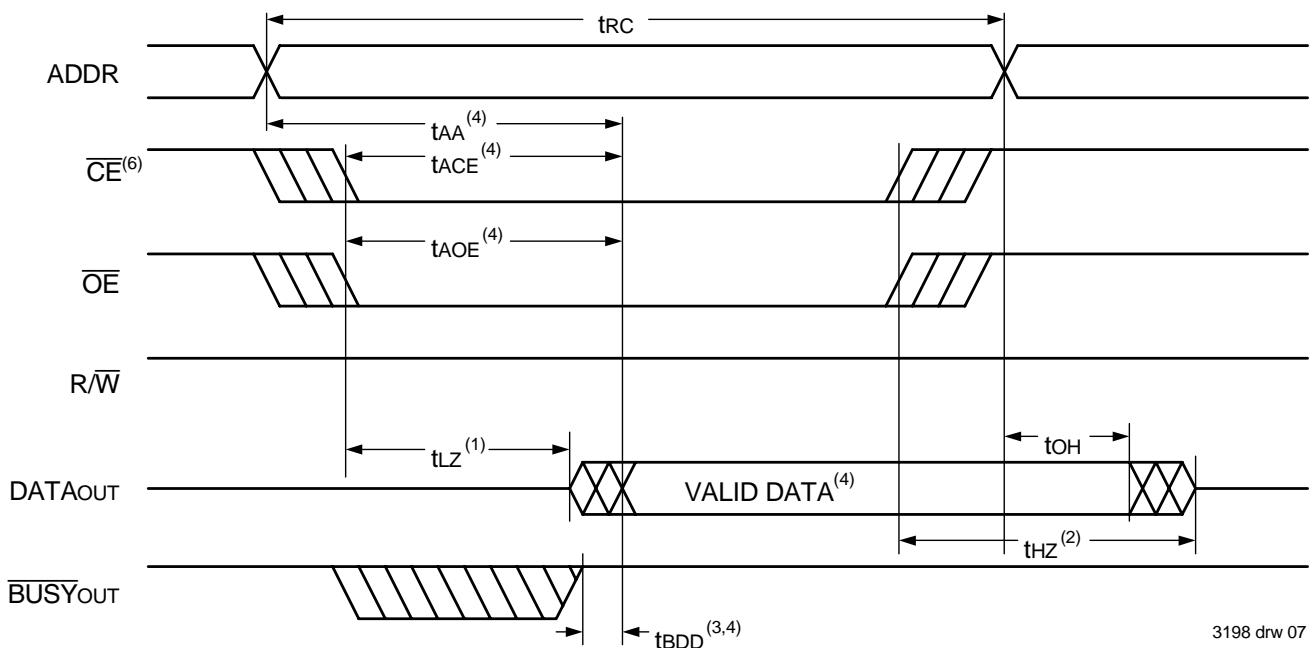 tRC
ADDR
tAA(4)
CE(6)
tACE(4)
tAOE(4)
OE
R/W
tLZ(1)
tOH
DATAOUT
VALID DATA(4)
tHZ(2)
BUSYOUT
tBDD(3,4)
3198 drw 07